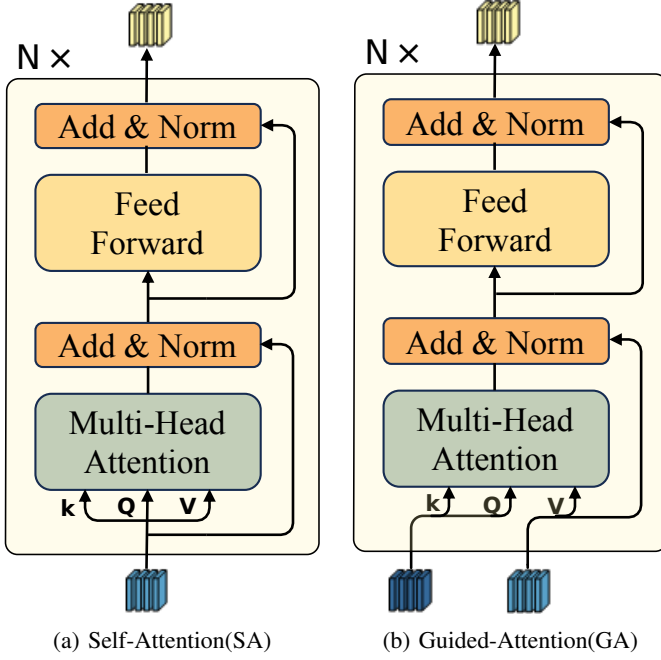 N ×
Add & Norm
Feed
Forward
Add & Norm
Multi-Head
Attention
k Q V
(a) Self-Attention(SA)
N ×
Add & Norm
Feed
Forward
Add & Norm
Multi-Head
Attention
k Q V
(b) Guided-Attention(GA)